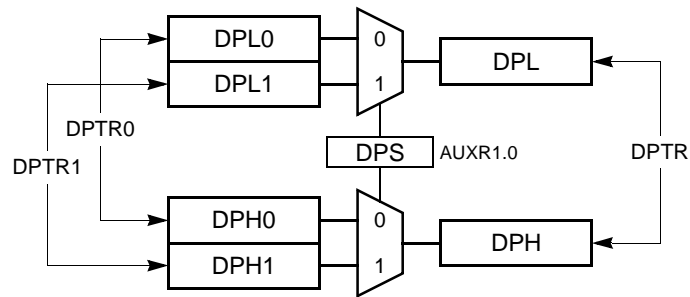 DPL0
0
DPL
DPL1
1
DPTR0
DPTR1
DPS
AUXR1.0
DPTR
DPH0
0
DPH
DPH1
1